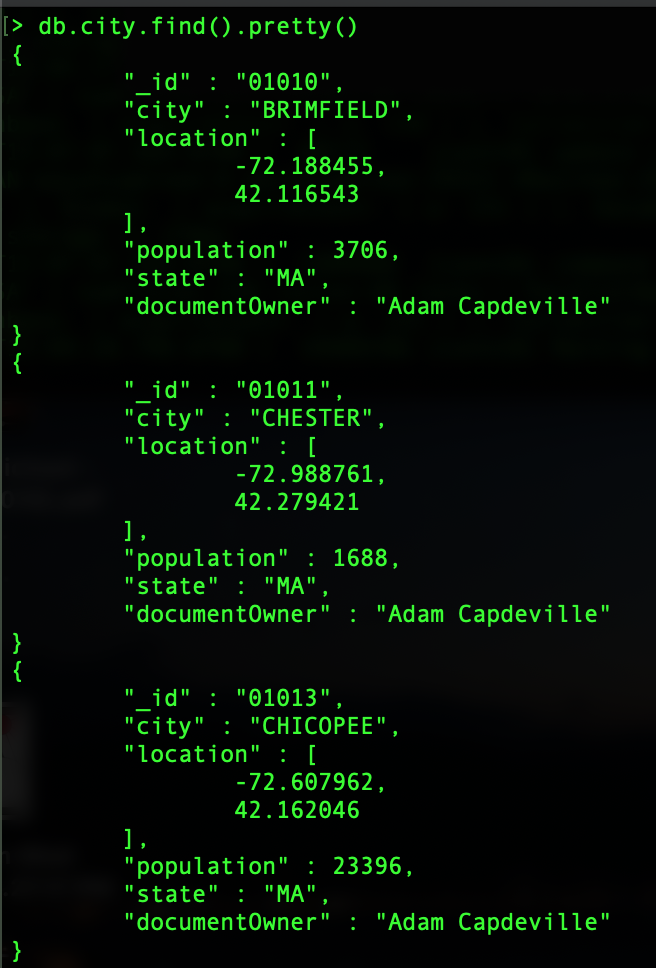 [> db.city.find().pretty()
{
"_id" : "01010",
"city" : "BRIMFIELD",
"location" : [
-72.188455,
42.116543
],
"population" : 3706,
"state" : "MA",
"documentOwner" : "Adam Capdeville"
}
{
"_id" : "01011",
"city" : "CHESTER",
"location" : [
-72.988761,
42.279421
],
"population" : 1688,
"state" : "MA",
"documentOwner" : "Adam Capdeville"
}
{
"_id" : "01013",
"city" : "CHICOPEE",
"location" : [
-72.607962,
42.162046
],
"population" : 23396,
"state" : "MA",
"documentOwner" : "Adam Capdeville"
}